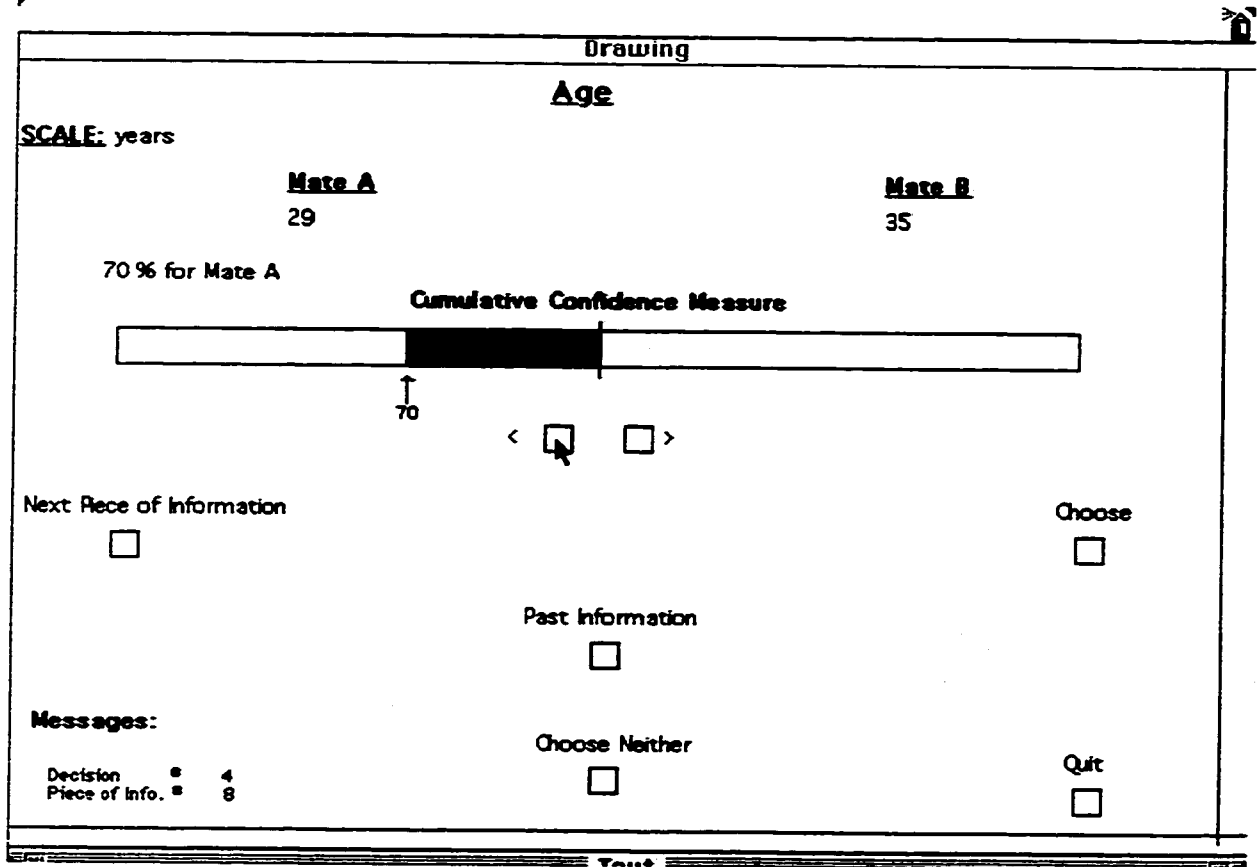 Drawing
Age
SCALE: years
Mate A
Mate B
29
35
70 % for Mate A
Cumulative Confidence Measure
70
< >
Next Piece of Information
Choose
Past Information
Messages:
Choose Neither
Quit
Decision # 4
Piece of Info. # 8
Text